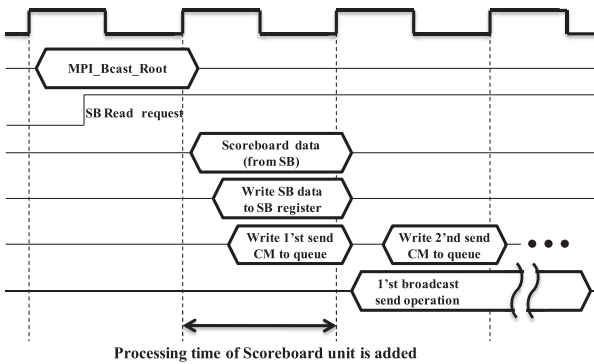 MPI_Bcast_Root
SB Read request
Scoreboard data
(from SB)
Write SB data
to SB register
Write 1'st send
CM to queue
Write 2'nd send
CM to queue
1'st broadcast
send operation
Processing time of Scoreboard unit is added